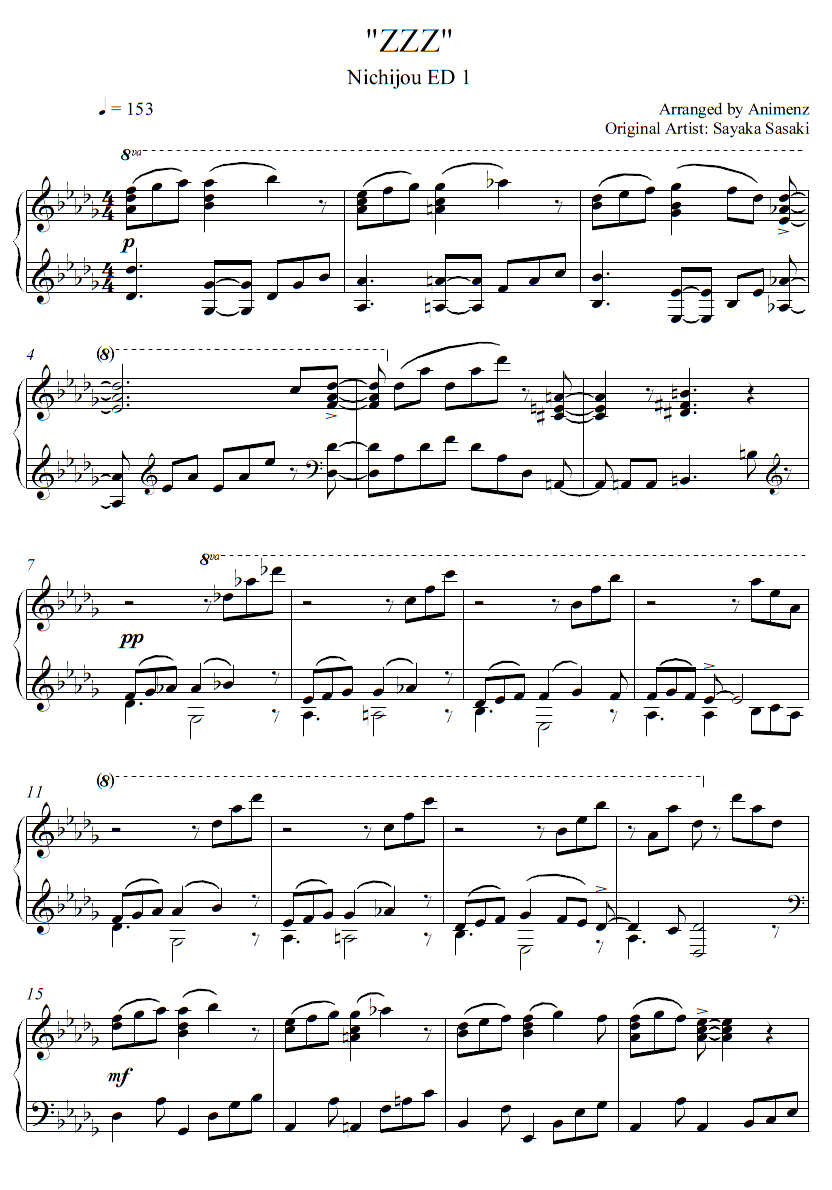 "ZZZ"
Nichijou ED 1
♩ = 153
Arranged by Animenz
Original Artist: Sayaka Sasaki
8va
p
4
(8)
7
8va
pp
11
(8)
15
mf